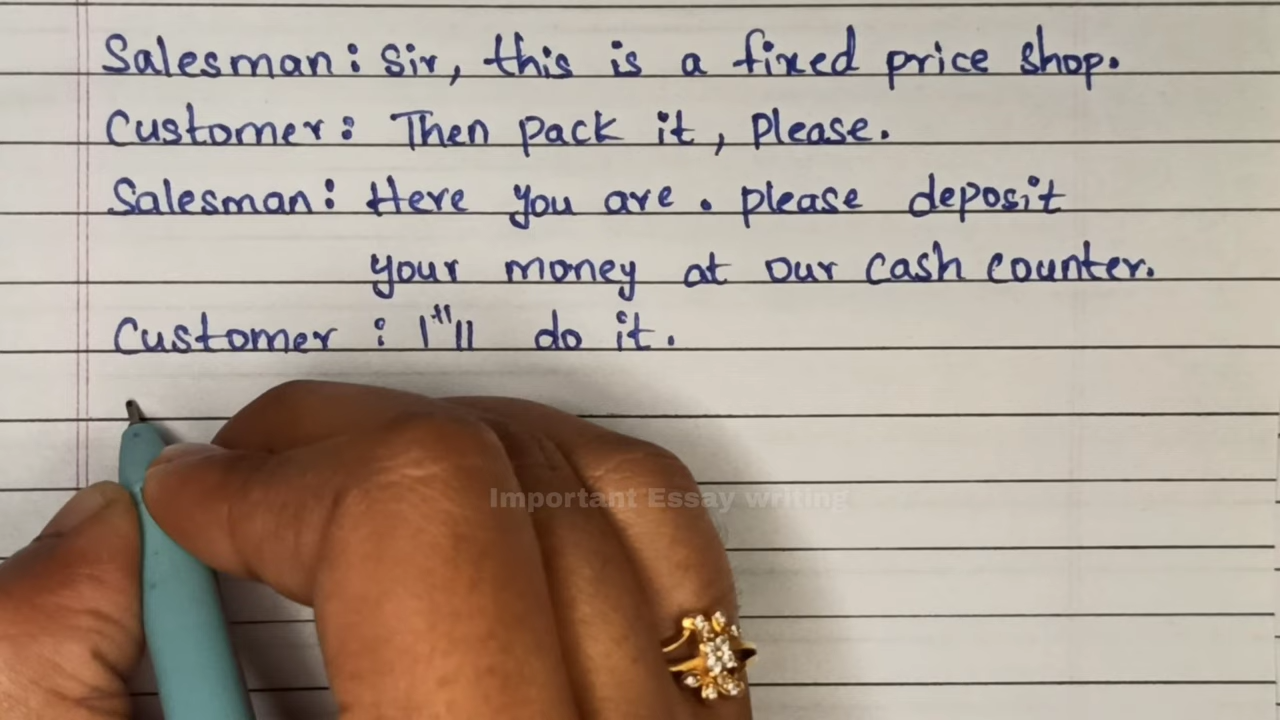 Salesman: Sir, this is a fixed price shop.
Customer: Then pack it, please.
Salesman: Here you are. please deposit
your money at our cash counter.
Customer: I"ll do it.
Important Essay writing